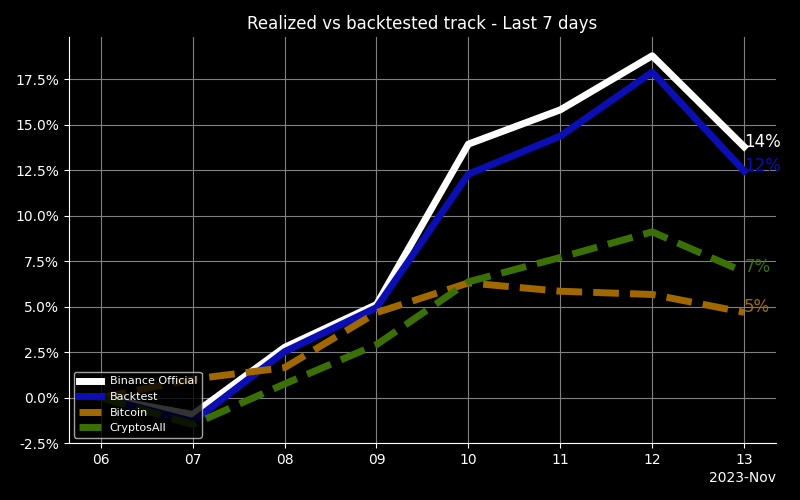 Realized vs backtested track - Last 7 days
17.5%
15.0%
12.5%
10.0%
7.5%
5.0%
2.5%
0.0%
-2.5%
14%
12%
7%
5%
Binance Official
Backtest
Bitcoin
CryptosAll
06 07 08 09 10 11 12 13
2023-Nov